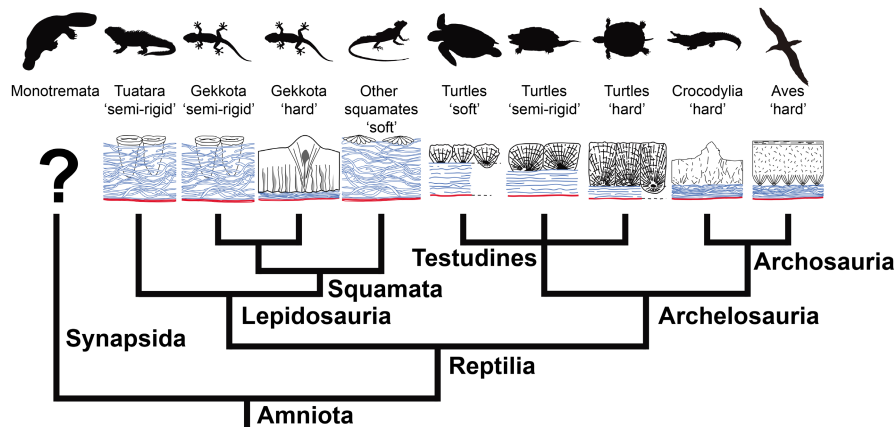 Monotremata
Tuatara
'semi-rigid'
Gekkota
'semi-rigid'
Gekkota
'hard'
Other
squamates
'soft'
Turtles
'soft'
Turtles
'semi-rigid'
Turtles
'hard'
Crocodylia
'hard'
Aves
'hard'
?
Testudines
Archosauria
Squamata
Lepidosauria
Archelosauria
Synapsida
Reptilia
Amniota